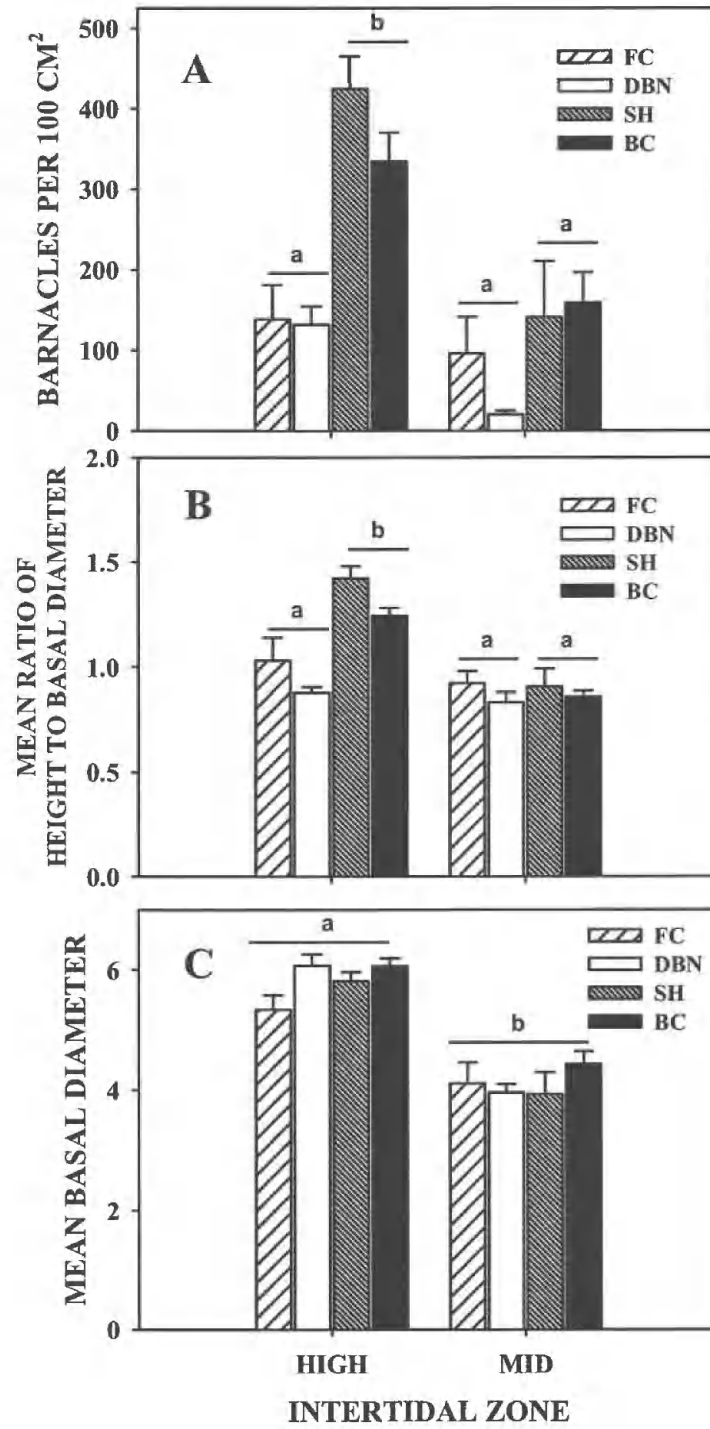 A
BARNACLES PER 100 CM²
500
400
300
200
100
0
a
b
a
a
FC
DBN
SH
BC
B
MEAN RATIO OF
HEIGHT TO BASAL DIAMETER
2.0
1.5
1.0
0.5
0.0
a
b
a
a
FC
DBN
SH
BC
C
MEAN BASAL DIAMETER
6
4
2
0
a
b
FC
DBN
SH
BC
HIGH
MID
INTERTIDAL ZONE